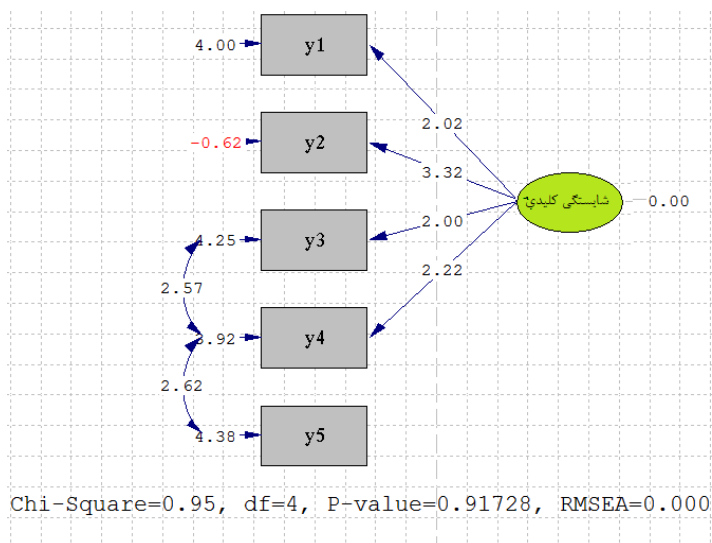 4.00
y1
2.02
-0.62
y2
3.32
شایستگی کلیدي
0.00
2.00
4.25
y3
2.22
2.57
3.92
y4
2.62
4.38
y5
Chi-Square=0.95, df=4, P-value=0.91728, RMSEA=0.000